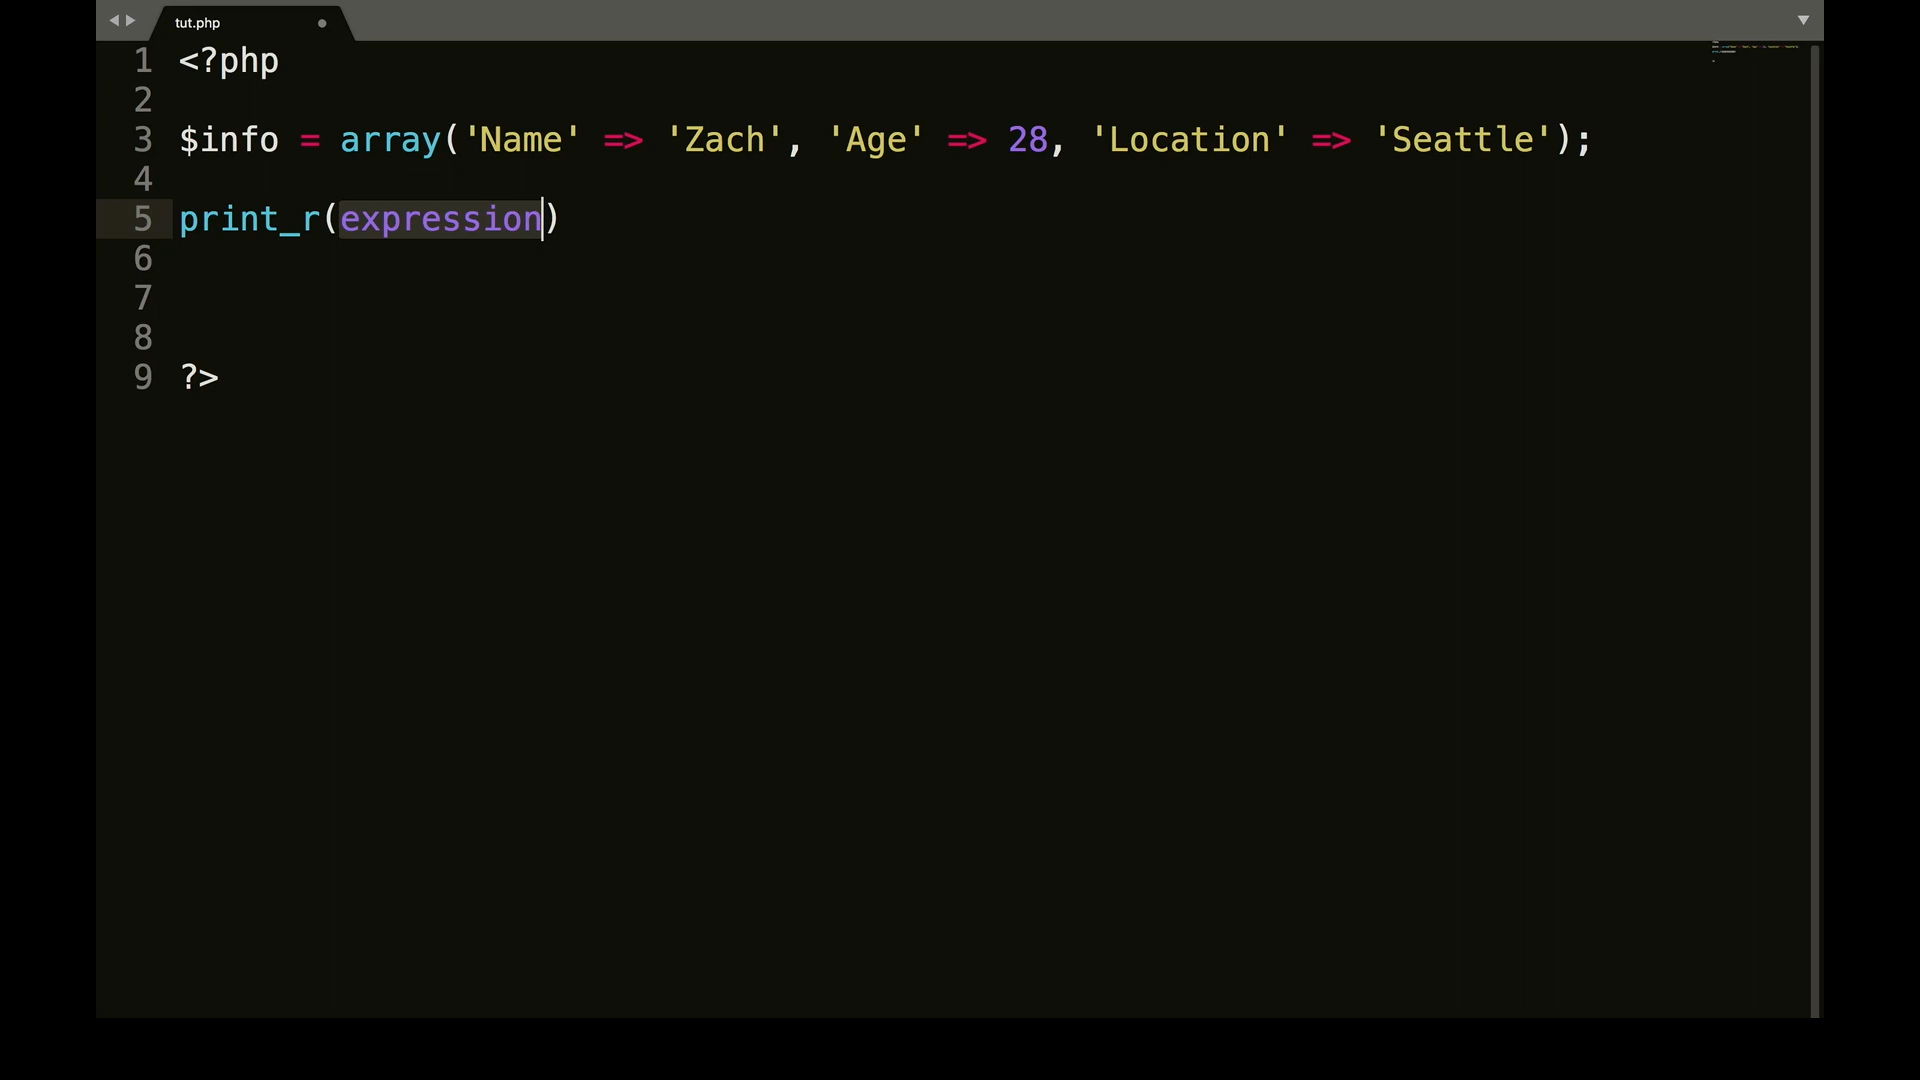 tut.php
1 <?php
2
3 $info = array('Name' => 'Zach', 'Age' => 28, 'Location' => 'Seattle');
4
5 print_r(expression)
6
7
8
9 ?>